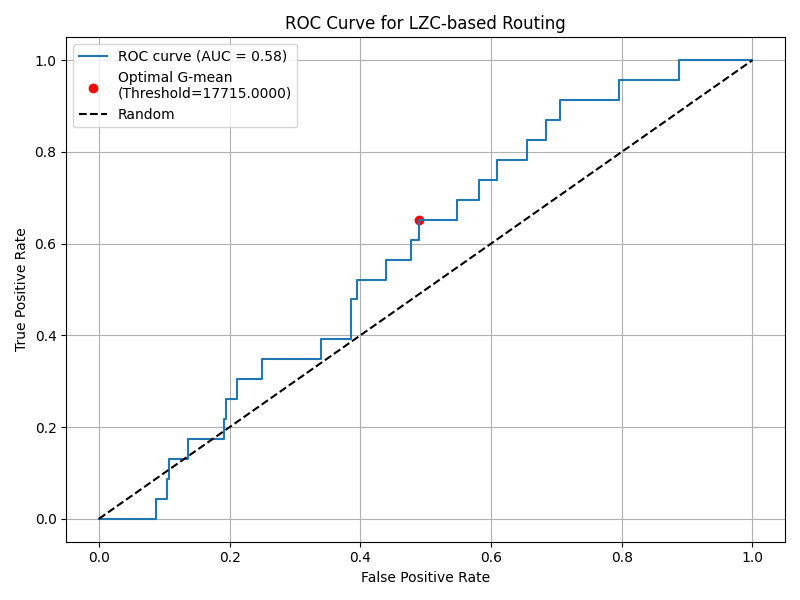 ROC Curve for LZC-based Routing
ROC curve (AUC = 0.58)
Optimal G-mean
(Threshold=17715.0000)
Random
True Positive Rate
1.0
0.8
0.6
0.4
0.2
0.0
0.0 0.2 0.4 0.6 0.8 1.0
False Positive Rate